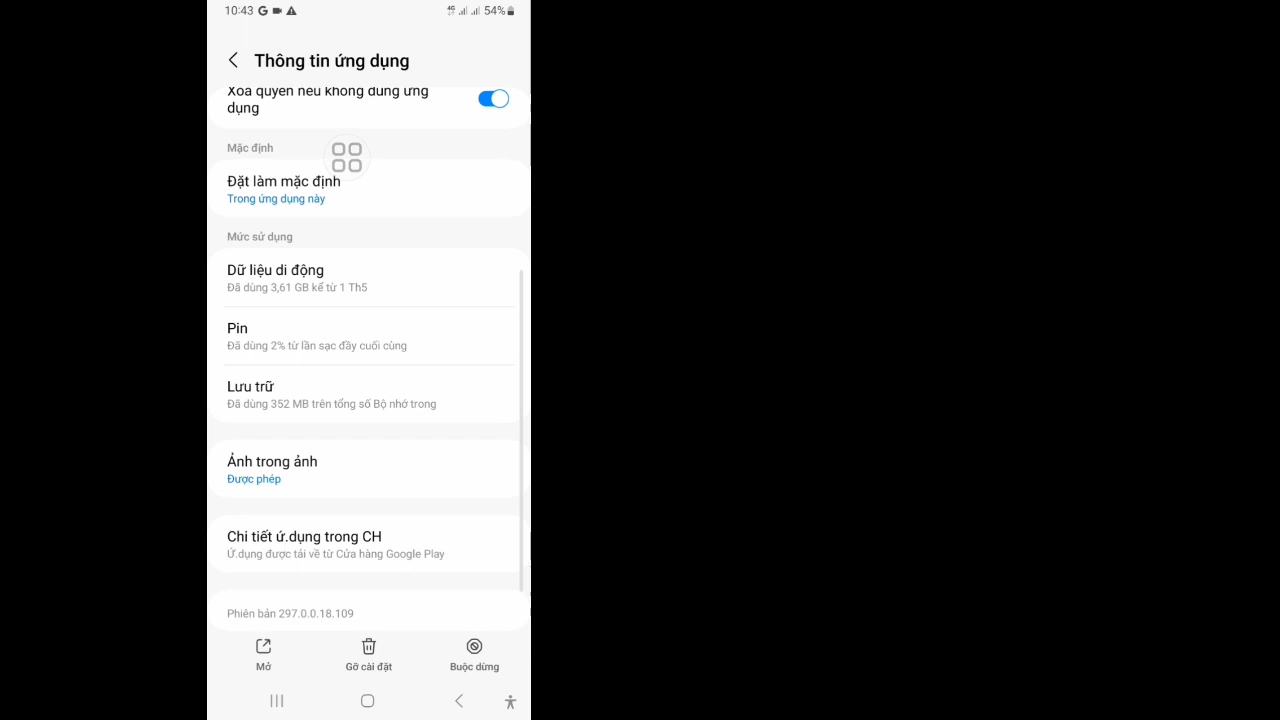 10:43
4G 54%
Thông tin ứng dụng
Xóa quyền nếu không dùng ứng
dụng
Mặc định
Đặt làm mặc định
Trong ứng dụng này
Mức sử dụng
Dữ liệu di động
Đã dùng 3,61 GB kể từ 1 Th5
Pin
Đã dùng 2% từ lần sạc đầy cuối cùng
Lưu trữ
Đã dùng 352 MB trên tổng số Bộ nhớ trong
Ảnh trong ảnh
Được phép
Chi tiết ứ.dụng trong CH
Ứ.dụng được tải về từ Cửa hàng Google Play
Phiên bản 297.0.0.18.109
Mở
Gỡ cài đặt
Buộc dừng